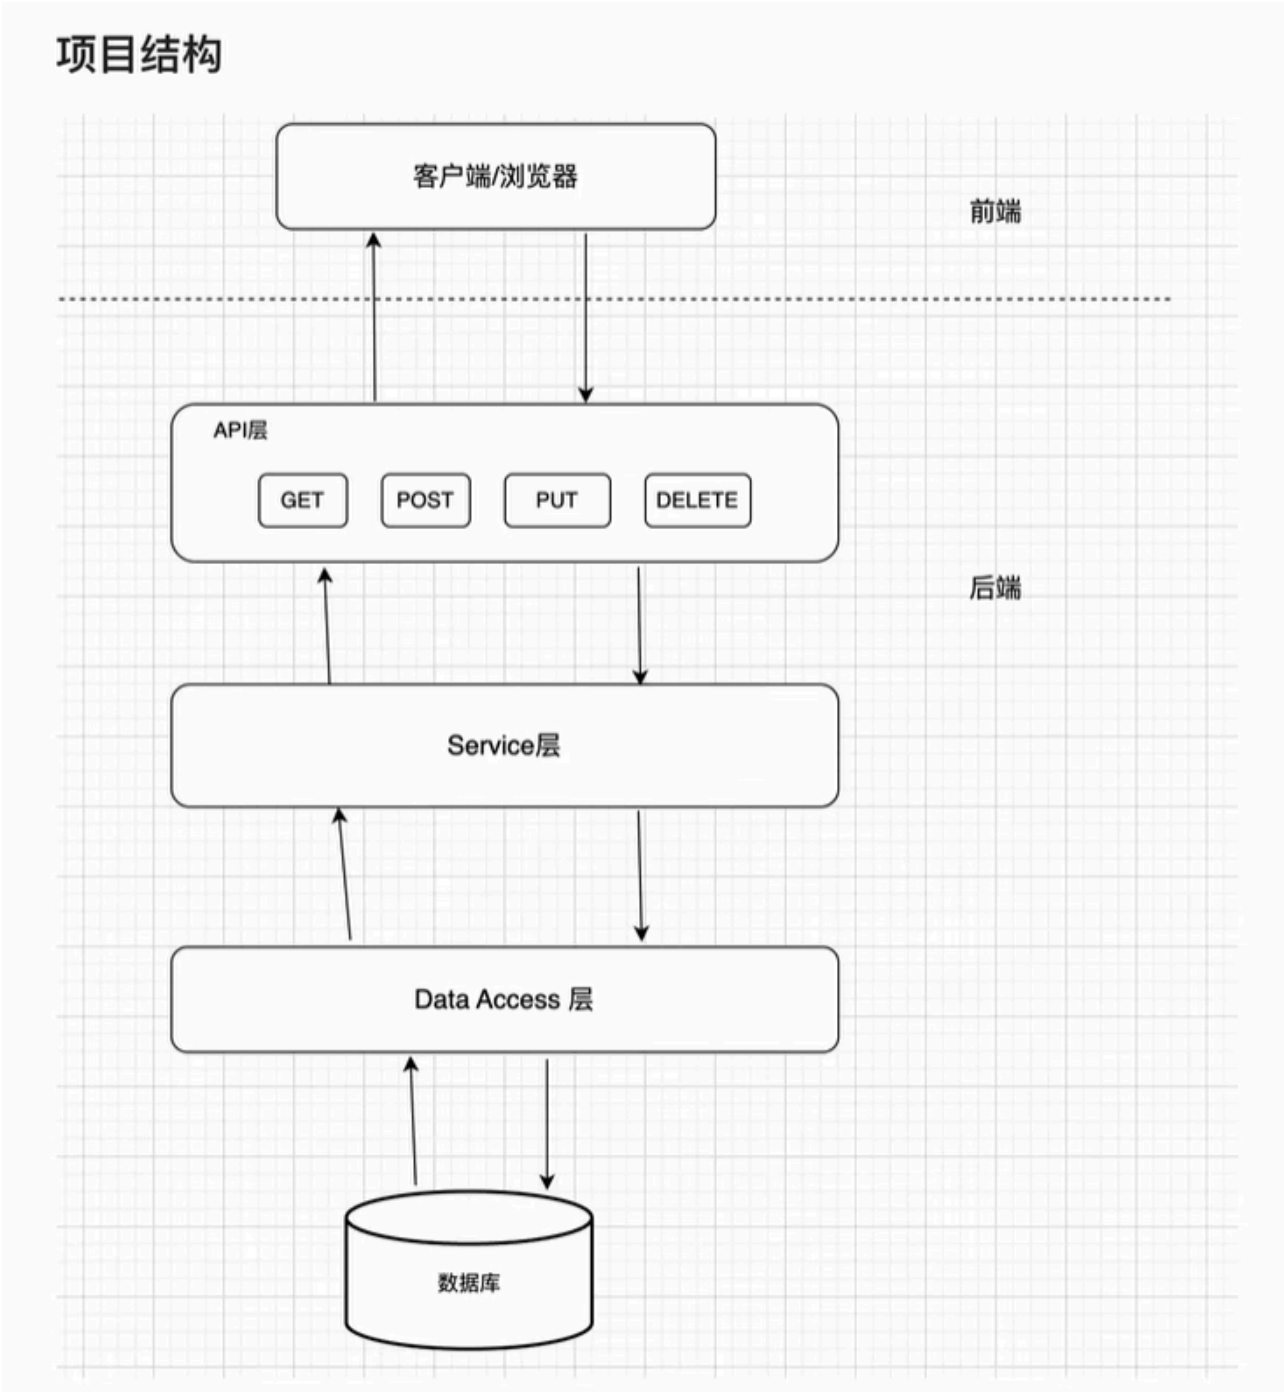 项目结构
客户端/浏览器
前端
API层
GET
POST
PUT
DELETE
后端
Service层
Data Access 层
数据库